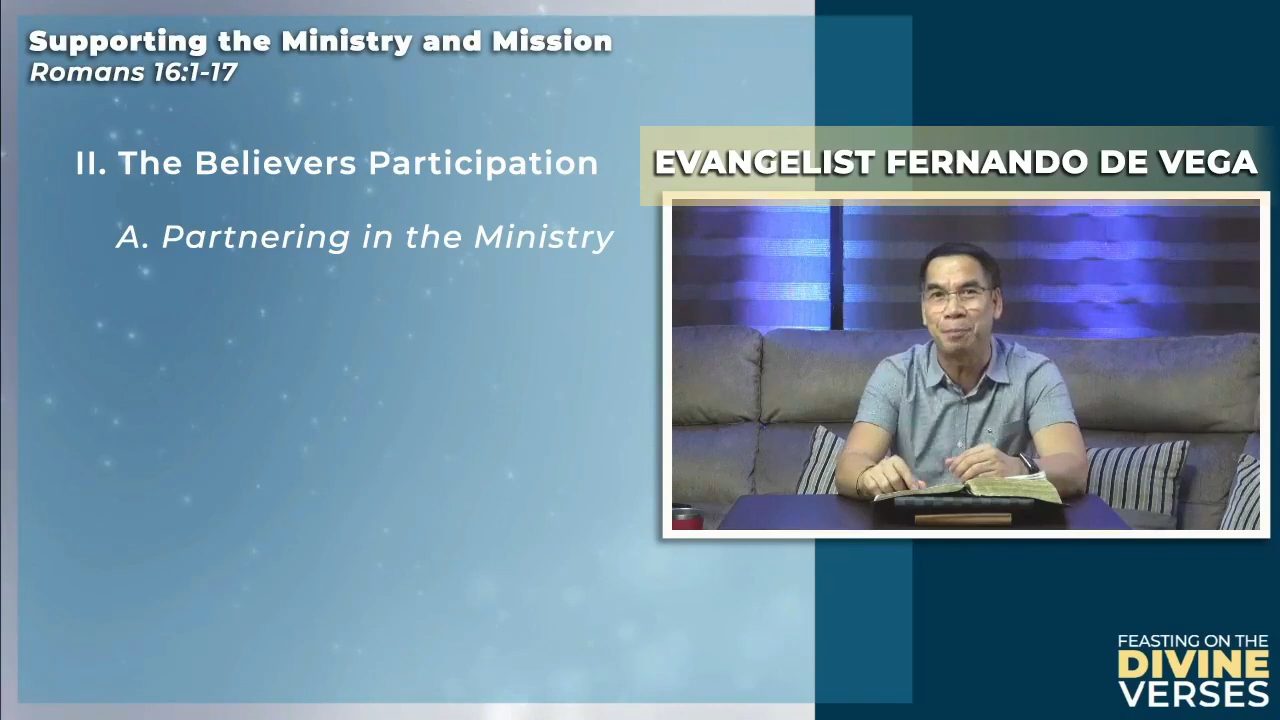 Supporting the Ministry and Mission
Romans 16:1-17
II. The Believers Participation
A. Partnering in the Ministry
EVANGELIST FERNANDO DE VEGA
FEASTING ON THE
DIVINE
VERSES